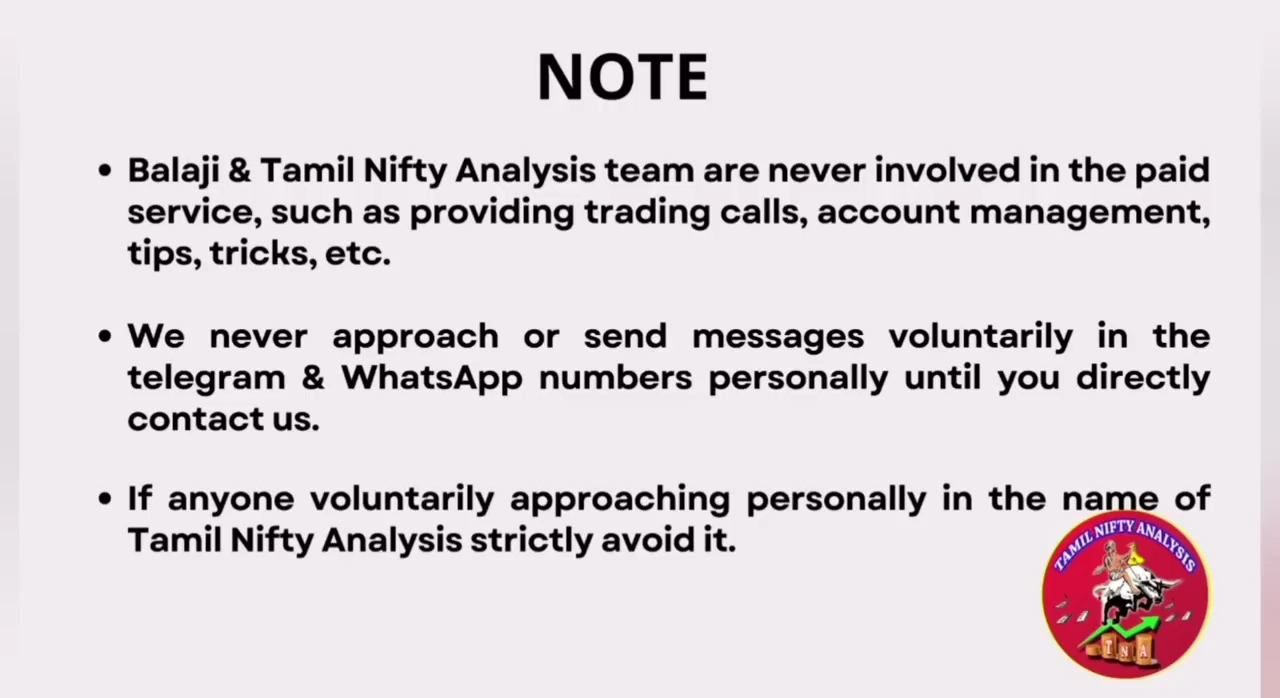 NOTE
• Balaji & Tamil Nifty Analysis team are never involved in the paid
service, such as providing trading calls, account management,
tips, tricks, etc.
• We never approach or send messages voluntarily in the
telegram & WhatsApp numbers personally until you directly
contact us.
• If anyone voluntarily approaching personally in the name of
Tamil Nifty Analysis strictly avoid it.
TAMIL NIFTY ANALYSIS
T N A